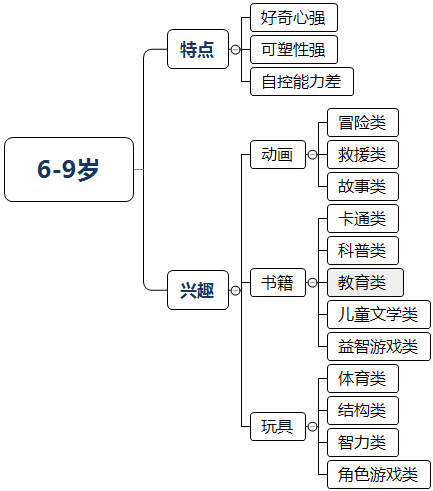 6-9岁
特点
好奇心强
可塑性强
自控能力差
兴趣
动画
冒险类
救援类
故事类
书籍
卡通类
科普类
教育类
儿童文学类
益智游戏类
玩具
体育类
结构类
智力类
角色游戏类